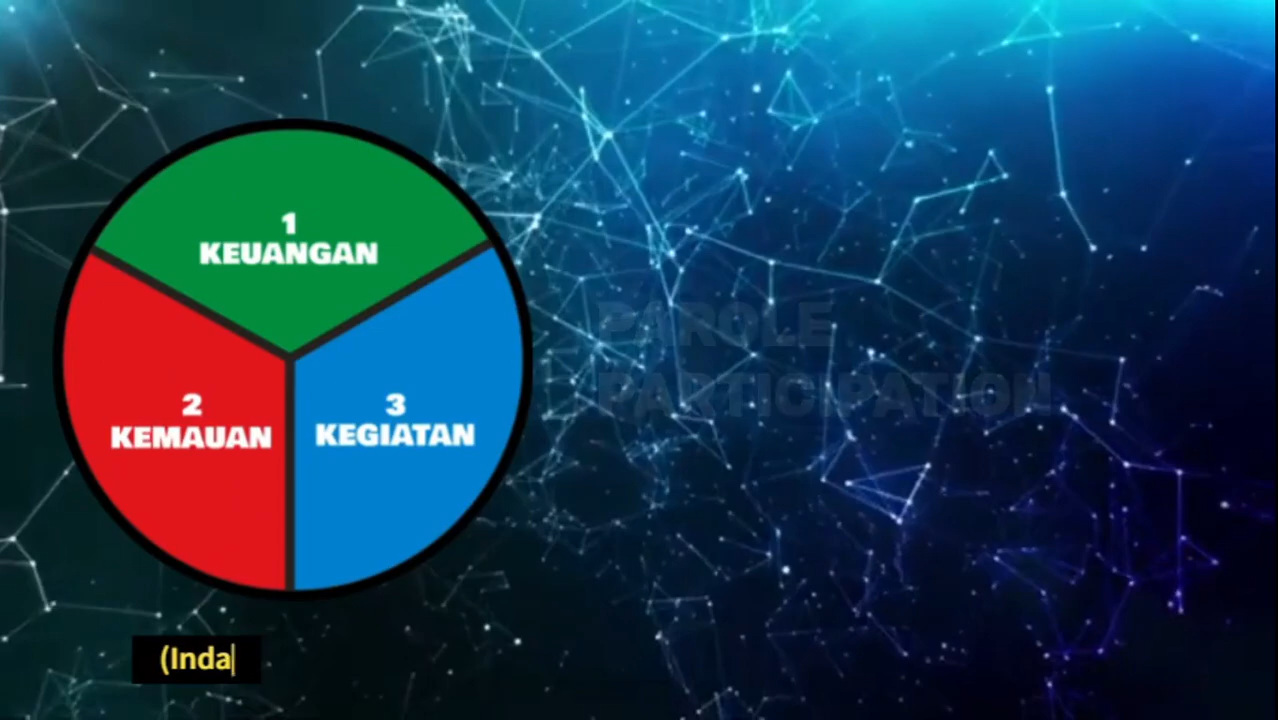 1
KEUANGAN
2
KEMAUAN
3
KEGIATAN
PAROLE
PARTICIPATION
(Inda